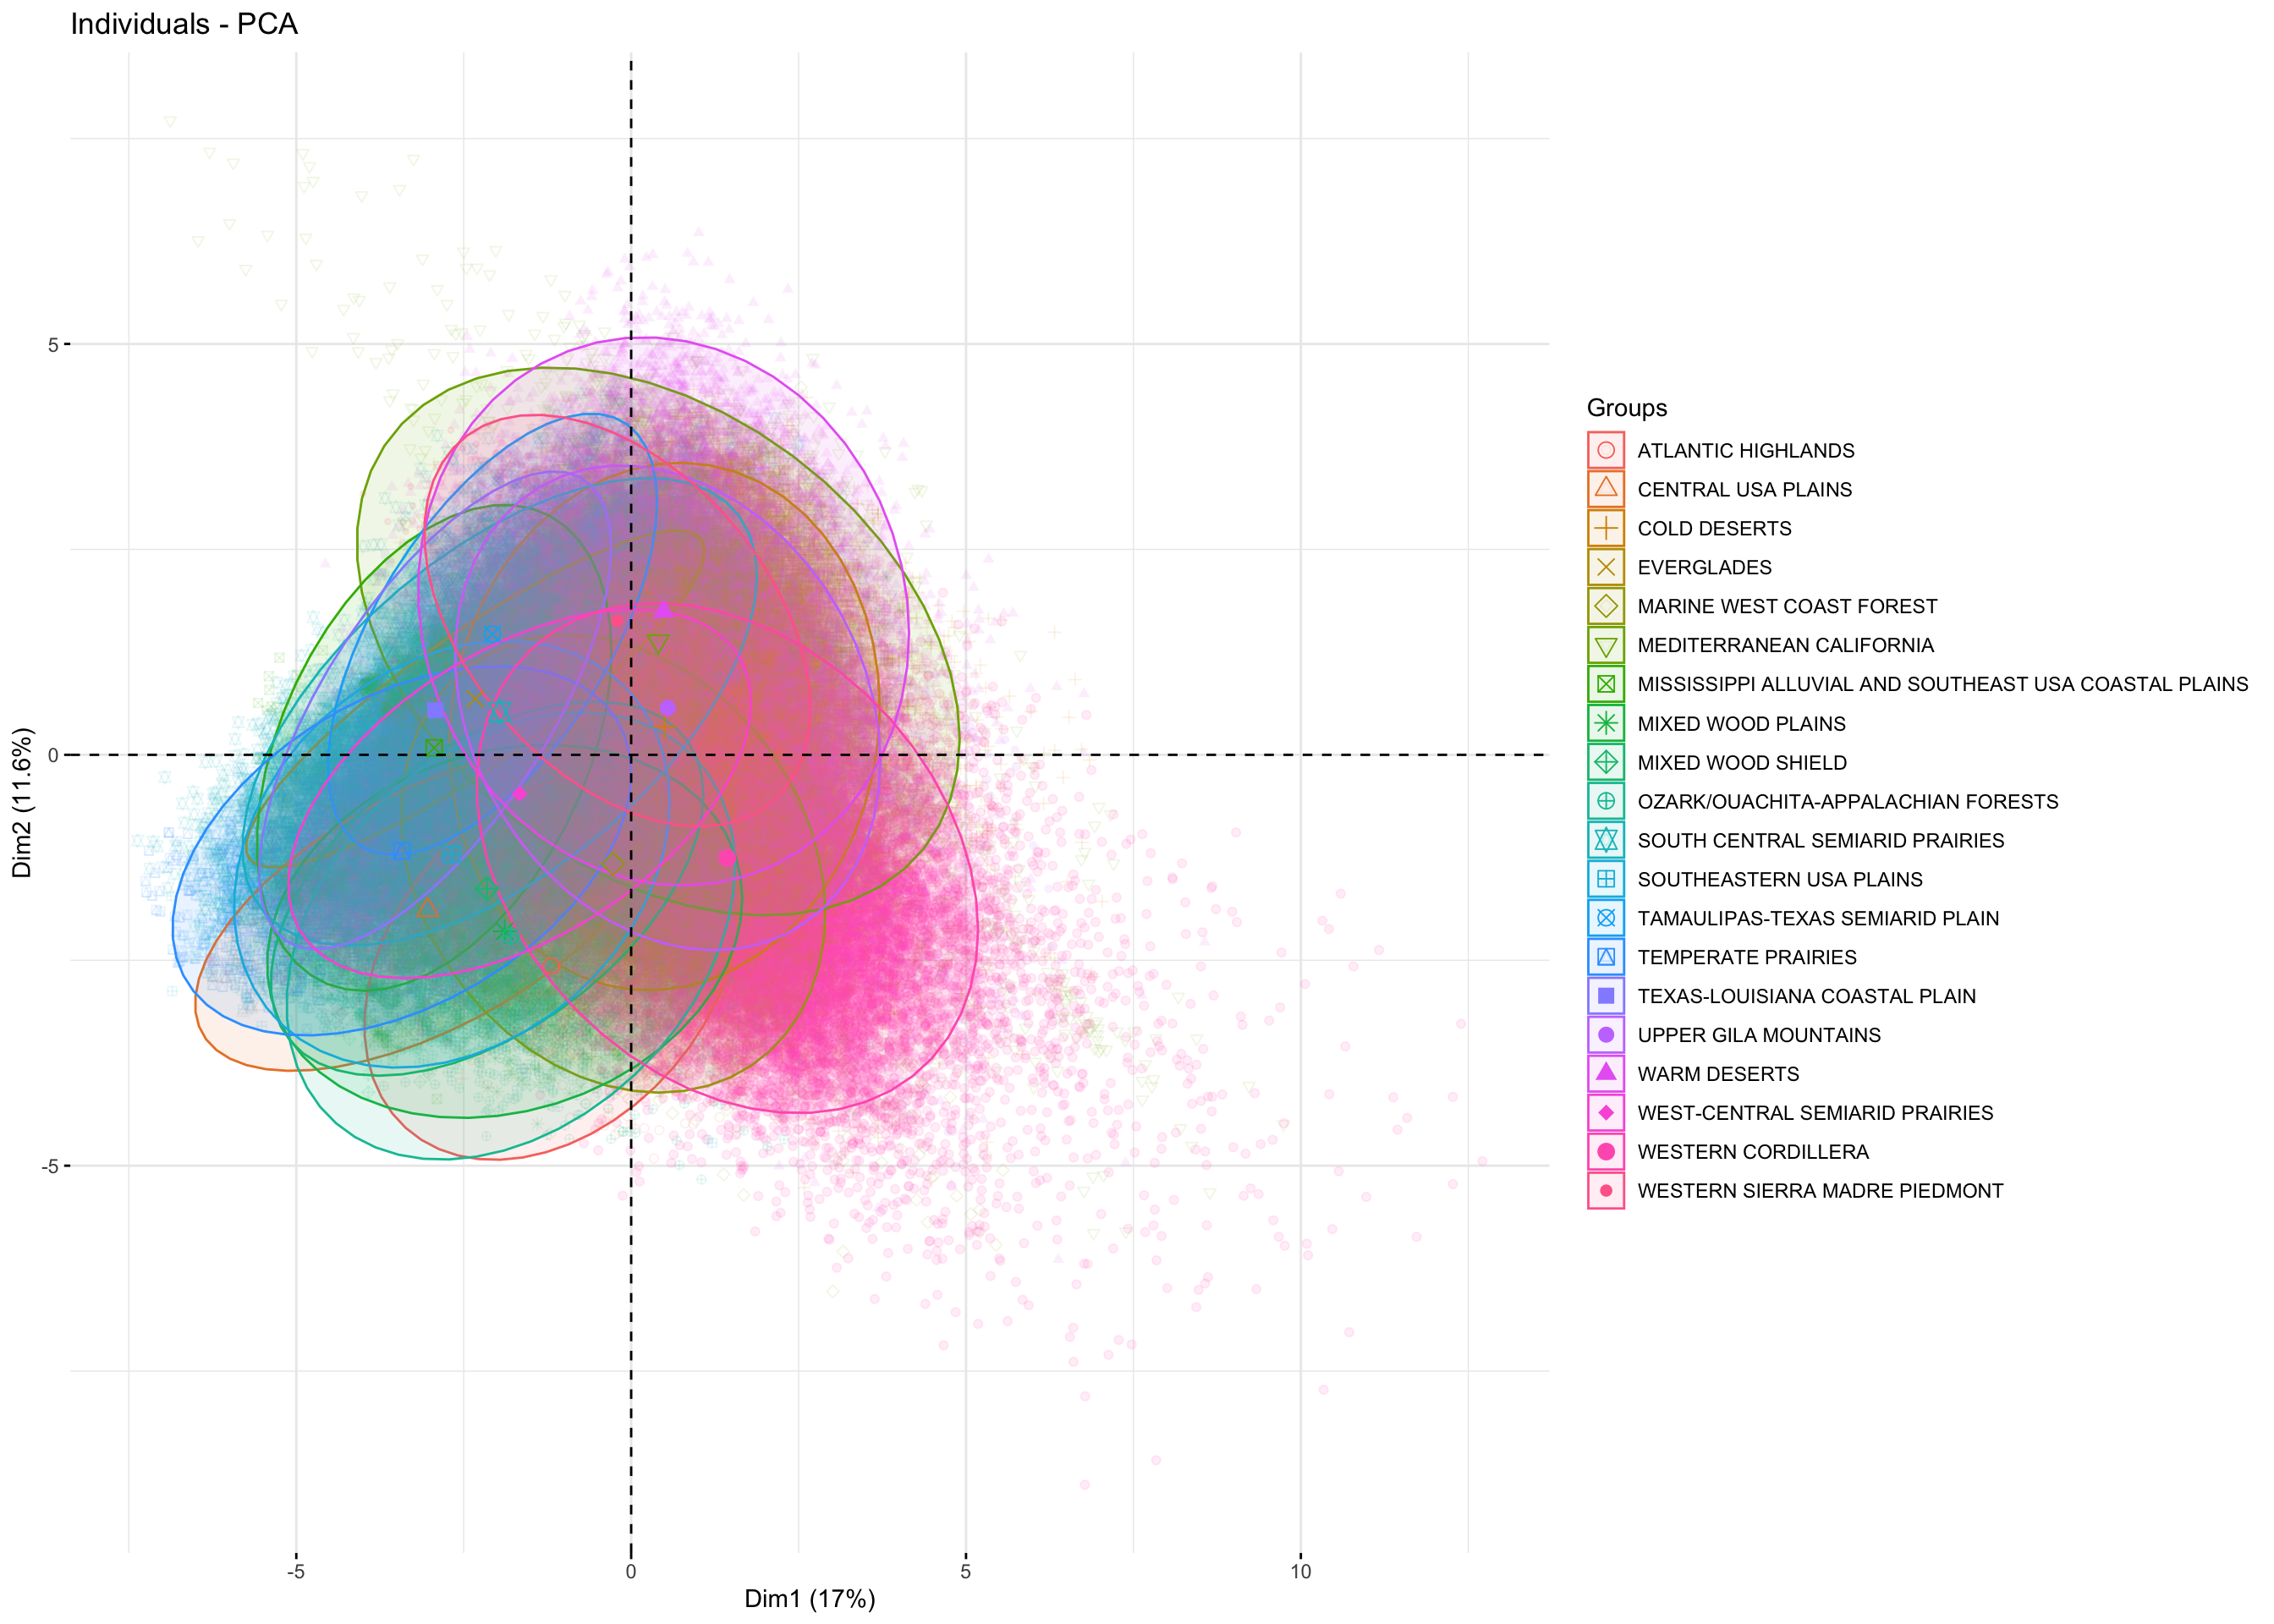 Individuals - PCA
5
0
-5
Dim2 (11.6%)
-5
0
5
10
Dim1 (17%)
Groups
ATLANTIC HIGHLANDS
CENTRAL USA PLAINS
COLD DESERTS
EVERGLADES
MARINE WEST COAST FOREST
MEDITERRANEAN CALIFORNIA
MISSISSIPPI ALLUVIAL AND SOUTHEAST USA COASTAL PLAINS
MIXED WOOD PLAINS
MIXED WOOD SHIELD
OZARK/OUACHITA-APPALACHIAN FORESTS
SOUTH CENTRAL SEMIARID PRAIRIES
SOUTHEASTERN USA PLAINS
TAMAULIPAS-TEXAS SEMIARID PLAIN
TEMPERATE PRAIRIES
TEXAS-LOUISIANA COASTAL PLAIN
UPPER GILA MOUNTAINS
WARM DESERTS
WEST-CENTRAL SEMIARID PRAIRIES
WESTERN CORDILLERA
WESTERN SIERRA MADRE PIEDMONT